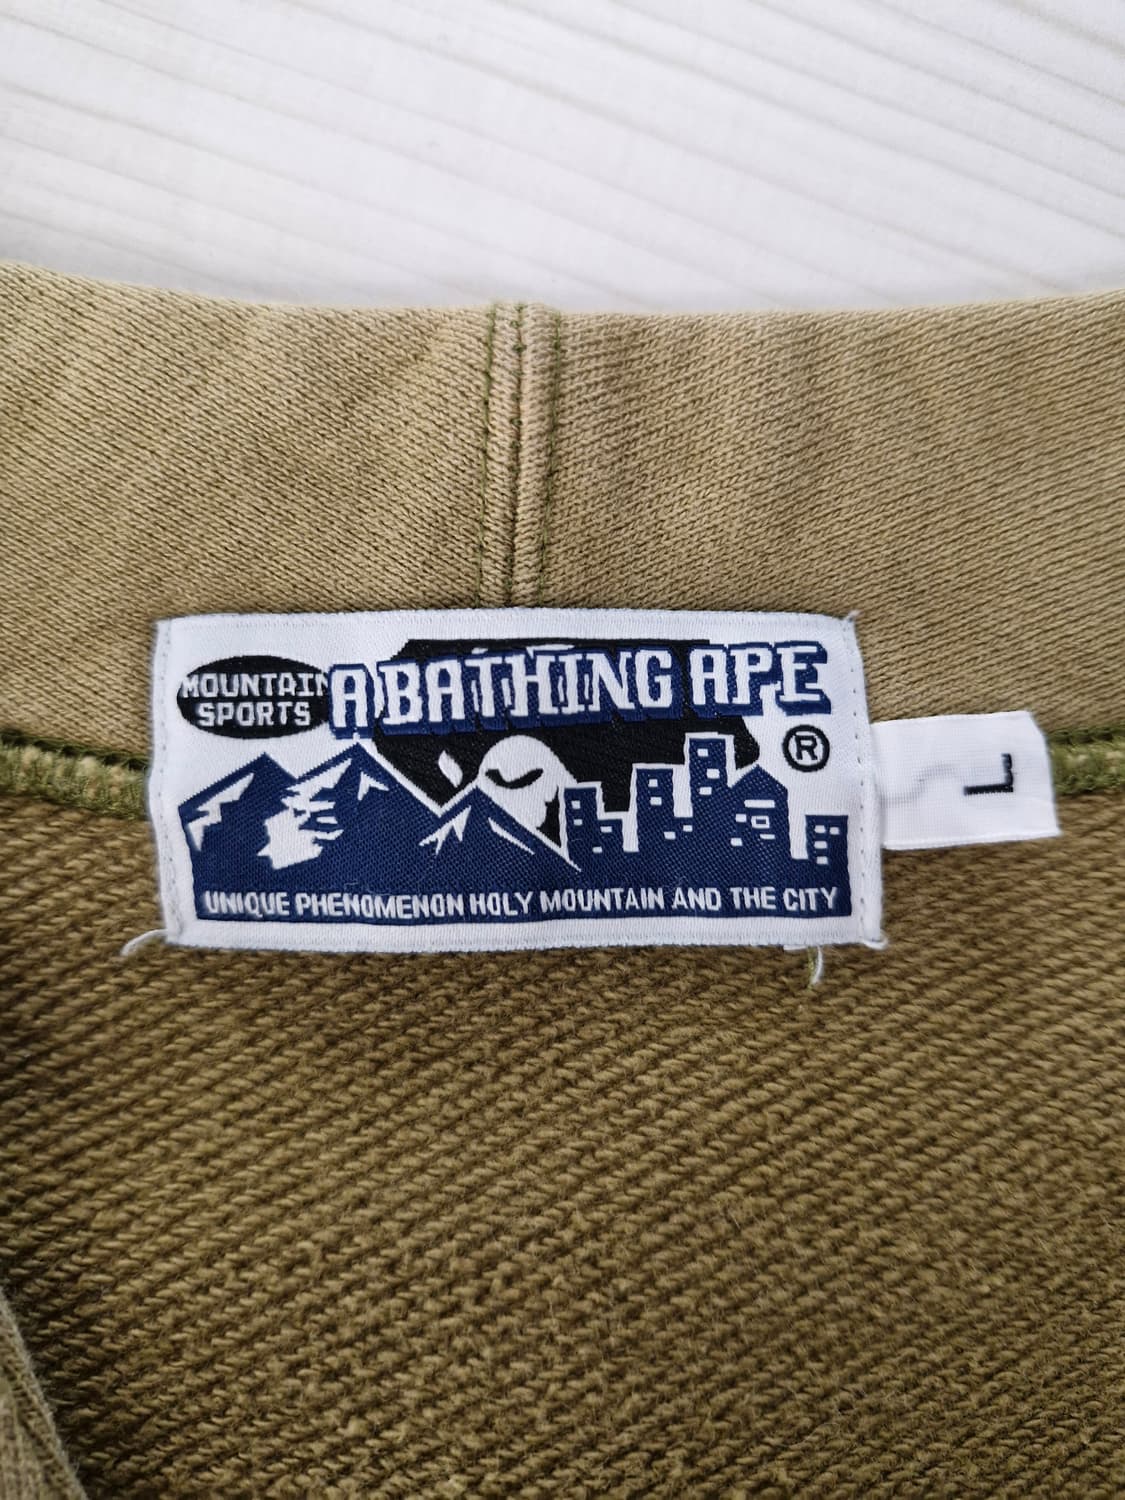 MOUNTAIN
SPORTS
A BATHING APE
®
L
UNIQUE PHENOMENON HOLY MOUNTAIN AND THE CITY